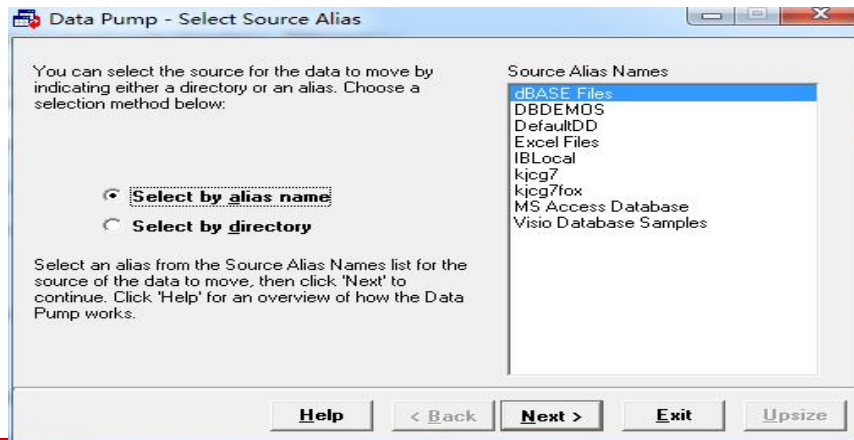 Data Pump - Select Source Alias
You can select the source for the data to move by
indicating either a directory or an alias. Choose a
selection method below:
Select by alias name
Select by directory
Select an alias from the Source Alias Names list for the
source of the data to move, then click 'Next' to
continue. Click 'Help' for an overview of how the Data
Pump works.
Source Alias Names
dBASE Files
DBDEMOS
DefaultDD
Excel Files
IBLocal
kjcg7
kjcg7fox
MS Access Database
Visio Database Samples
Help
< Back
Next >
Exit
Upsize